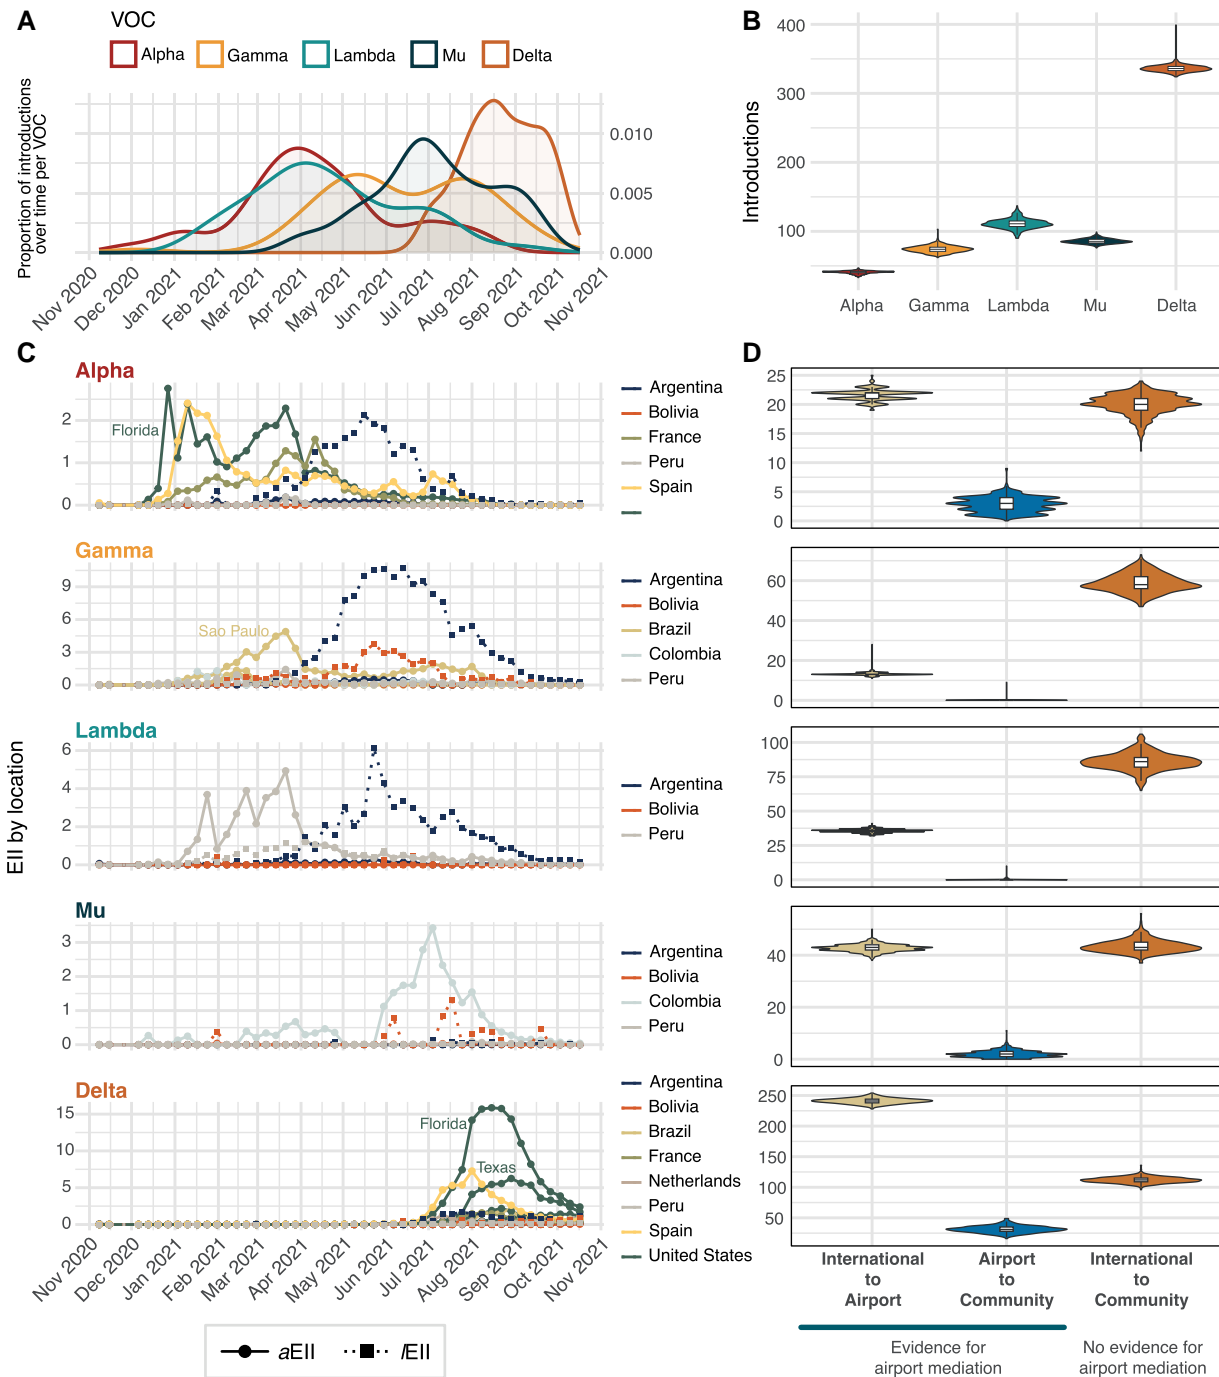 A
VOC
Alpha
Gamma
Lambda
Mu
Delta
Proportion of introductions
over time per VOC
0.010
0.005
0.000
Nov 2020
Dec 2020
Jan 2021
Feb 2021
Mar 2021
Apr 2021
May 2021
Jun 2021
Jul 2021
Aug 2021
Sep 2021
Oct 2021
Nov 2021
B
Introductions
400
300
200
100
Alpha
Gamma
Lambda
Mu
Delta
C
EII by location
Alpha
2
1
0
Florida
Argentina
Bolivia
France
Peru
Spain
Gamma
9
6
3
0
Sao Paulo
Argentina
Bolivia
Brazil
Colombia
Peru
Lambda
6
4
2
0
Argentina
Bolivia
Peru
Mu
3
2
1
0
Argentina
Bolivia
Colombia
Peru
Delta
15
10
5
0
Florida
Texas
Argentina
Bolivia
Brazil
France
Netherlands
Peru
Spain
United States
Nov 2020
Dec 2020
Jan 2021
Feb 2021
Mar 2021
Apr 2021
May 2021
Jun 2021
Jul 2021
Aug 2021
Sep 2021
Oct 2021
Nov 2021
aEII
lEII
D
25
20
15
10
5
0
60
40
20
0
100
75
50
25
0
40
20
0
250
200
150
100
50
International
to
Airport
Airport
to
Community
International
to
Community
Evidence for
airport mediation
No evidence for
airport mediation